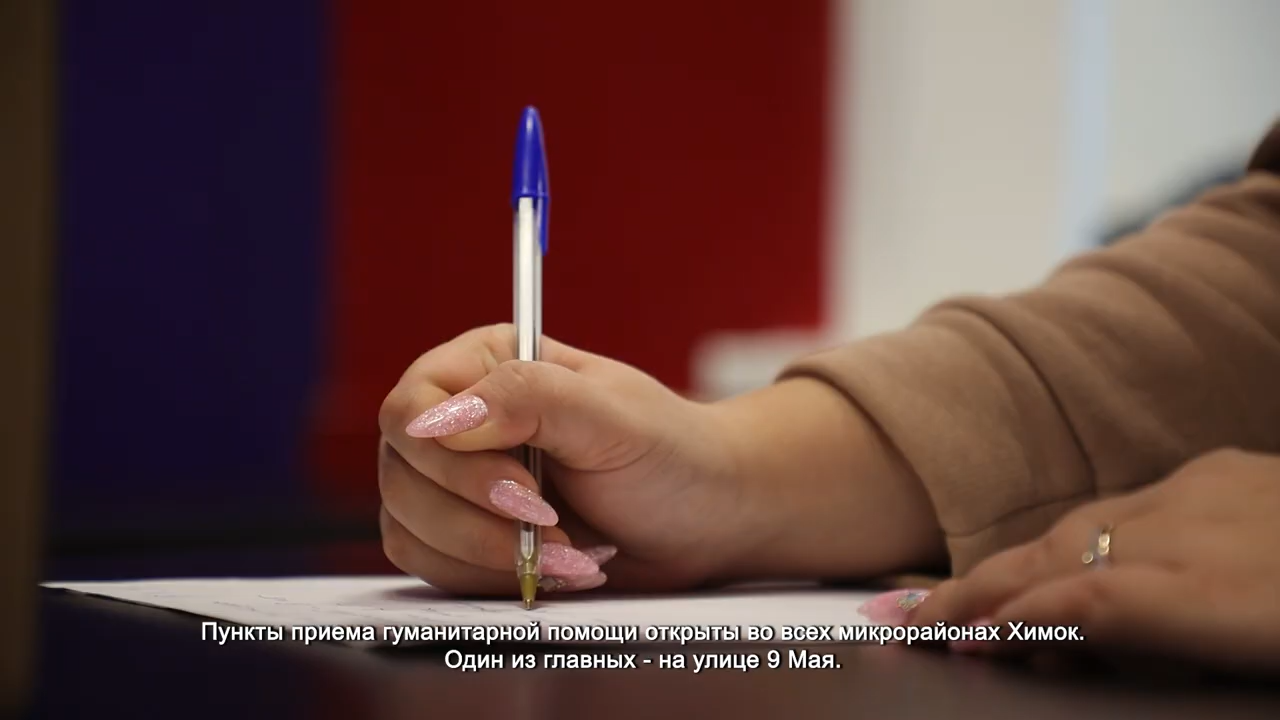 Пункты приема гуманитарной помощи открыты во всех микрорайонах Химок.
Один из главных - на улице 9 Мая.